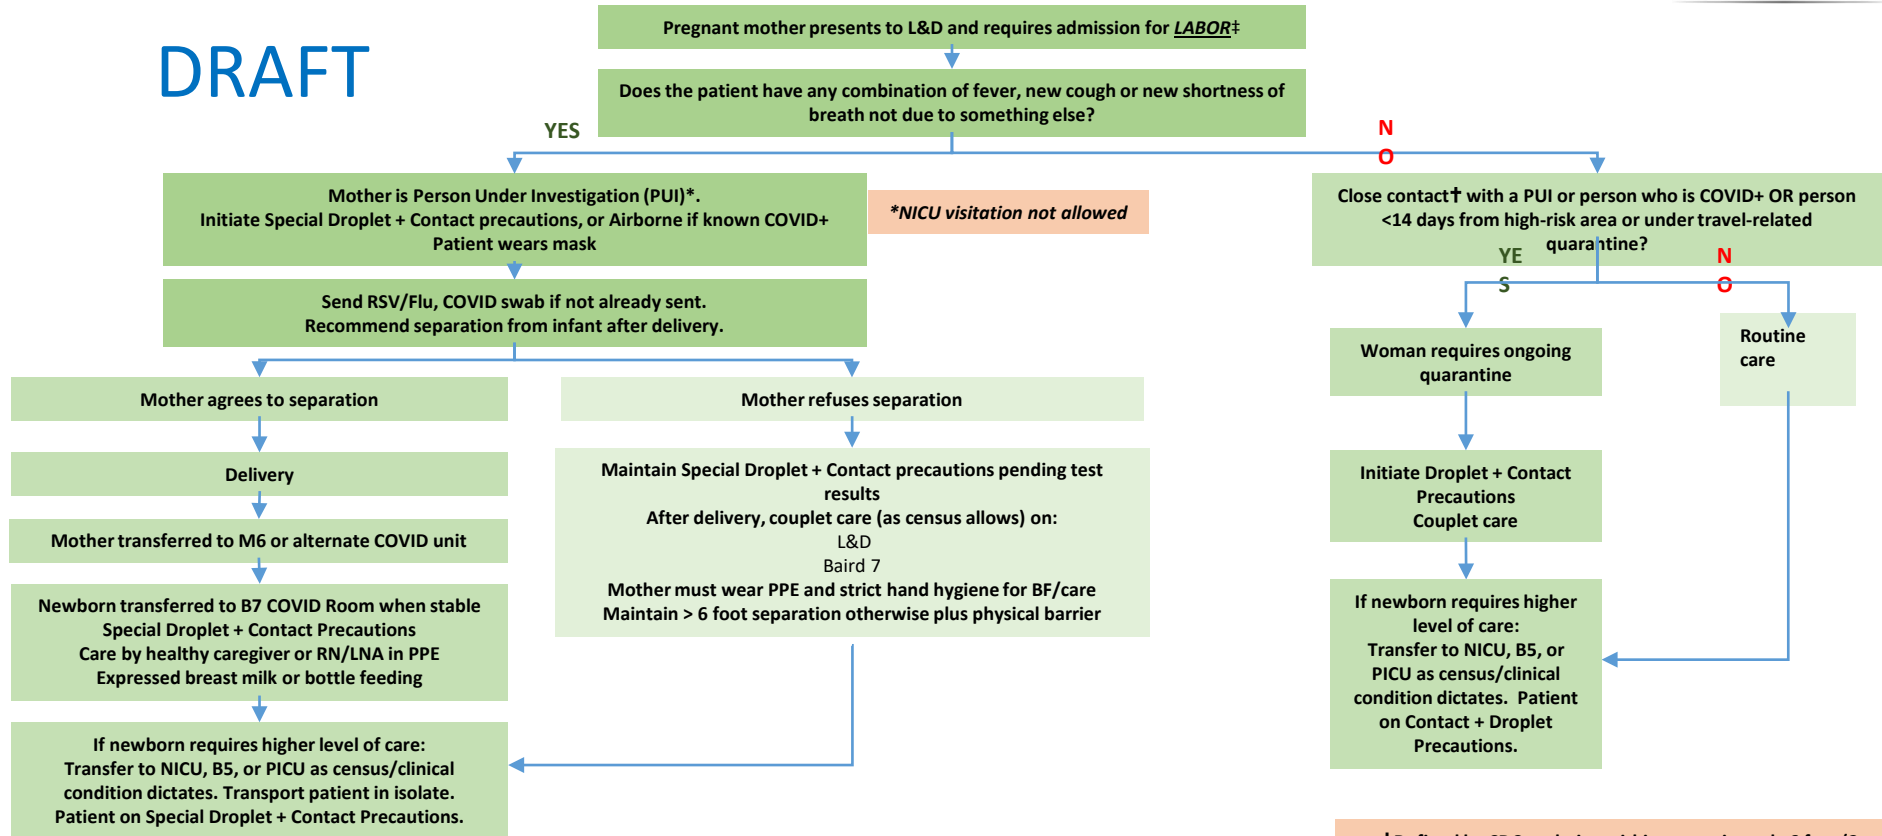 DRAFT
Pregnant mother presents to L&D and requires admission for LABOR‡
Does the patient have any combination of fever, new cough or new shortness of
breath not due to something else?
YES
N
O
Mother is Person Under Investigation (PUI)*.
Initiate Special Droplet + Contact precautions, or Airborne if known COVID+
Patient wears mask
*NICU visitation not allowed
Close contact✝ with a PUI or person who is COVID+ OR person
<14 days from high-risk area or under travel-related
quarantine?
YE
S
N
O
Send RSV/Flu, COVID swab if not already sent.
Recommend separation from infant after delivery.
Woman requires ongoing
quarantine
Routine
care
Mother agrees to separation
Mother refuses separation
Delivery
Maintain Special Droplet + Contact precautions pending test
results
After delivery, couplet care (as census allows) on:
L&D
Baird 7
Mother must wear PPE and strict hand hygiene for BF/care
Maintain > 6 foot separation otherwise plus physical barrier
Initiate Droplet + Contact
Precautions
Couplet care
Mother transferred to M6 or alternate COVID unit
Newborn transferred to B7 COVID Room when stable
Special Droplet + Contact Precautions
Care by healthy caregiver or RN/LNA in PPE
Expressed breast milk or bottle feeding
If newborn requires higher
level of care:
Transfer to NICU, B5, or
PICU as census/clinical
condition dictates. Patient
on Contact + Droplet
Precautions.
If newborn requires higher level of care:
Transfer to NICU, B5, or PICU as census/clinical
condition dictates. Transport patient in isolate.
Patient on Special Droplet + Contact Precautions.